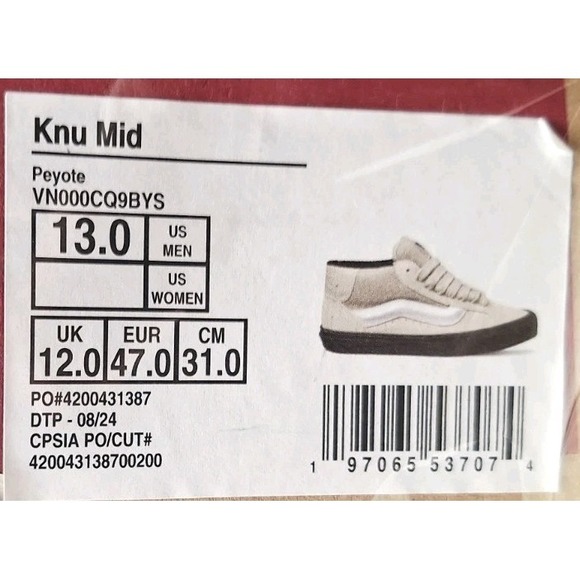 Knu Mid
Peyote
VN000CQ9BYS
13.0 US MEN
US WOMEN
UK 12.0 EUR 47.0 CM 31.0
PO#4200431387
DTP - 08/24
CPSIA PO/CUT#
420043138700200
1 97065 53707 4